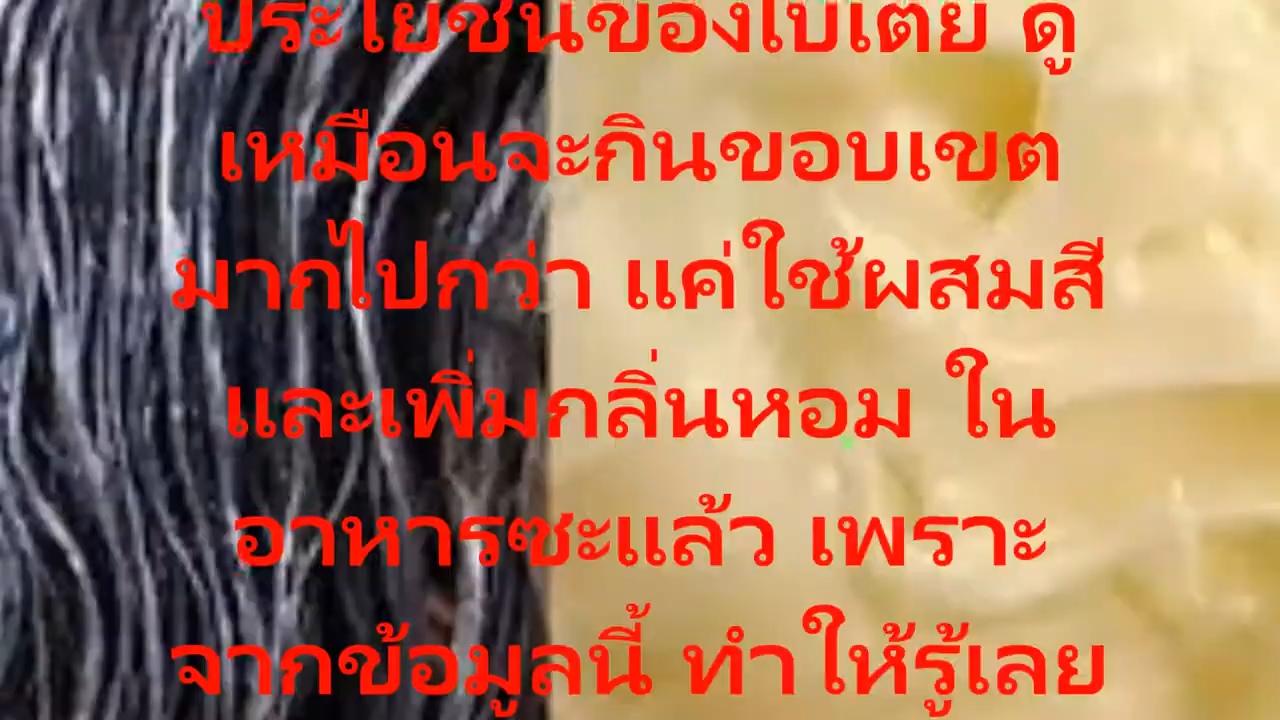 ประโยชน์ของใบเตย ดู
เหมือนจะกินขอบเขต
มากไปกว่า แค่ใช้ผสมสี
และเพิ่มกลิ่นหอม ใน
อาหารซะแล้ว เพราะ
จากข้อมูลนี้ ทำให้รู้เลย